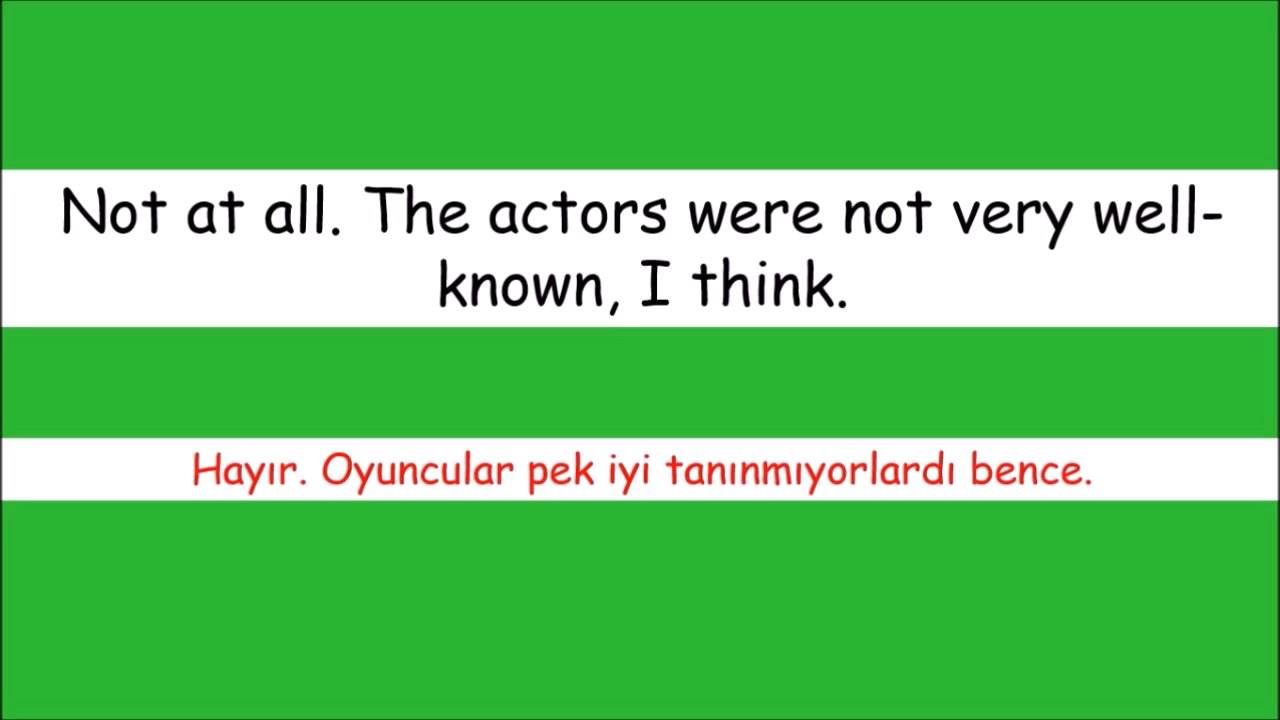 Not at all. The actors were not very well-
known, I think.
Hayır. Oyuncular pek iyi tanınmıyorlardı bence.